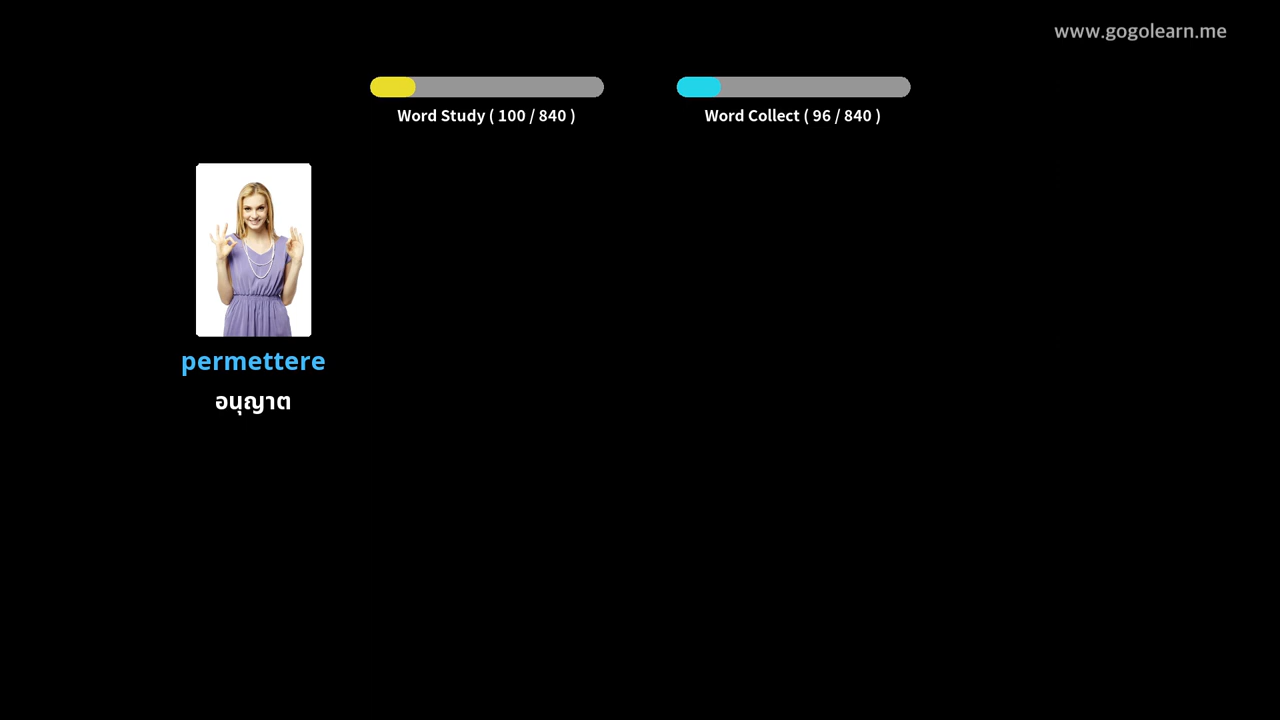 www.gogolearn.me
Word Study ( 100 / 840 )
Word Collect ( 96 / 840 )
permettere
อนุญาต